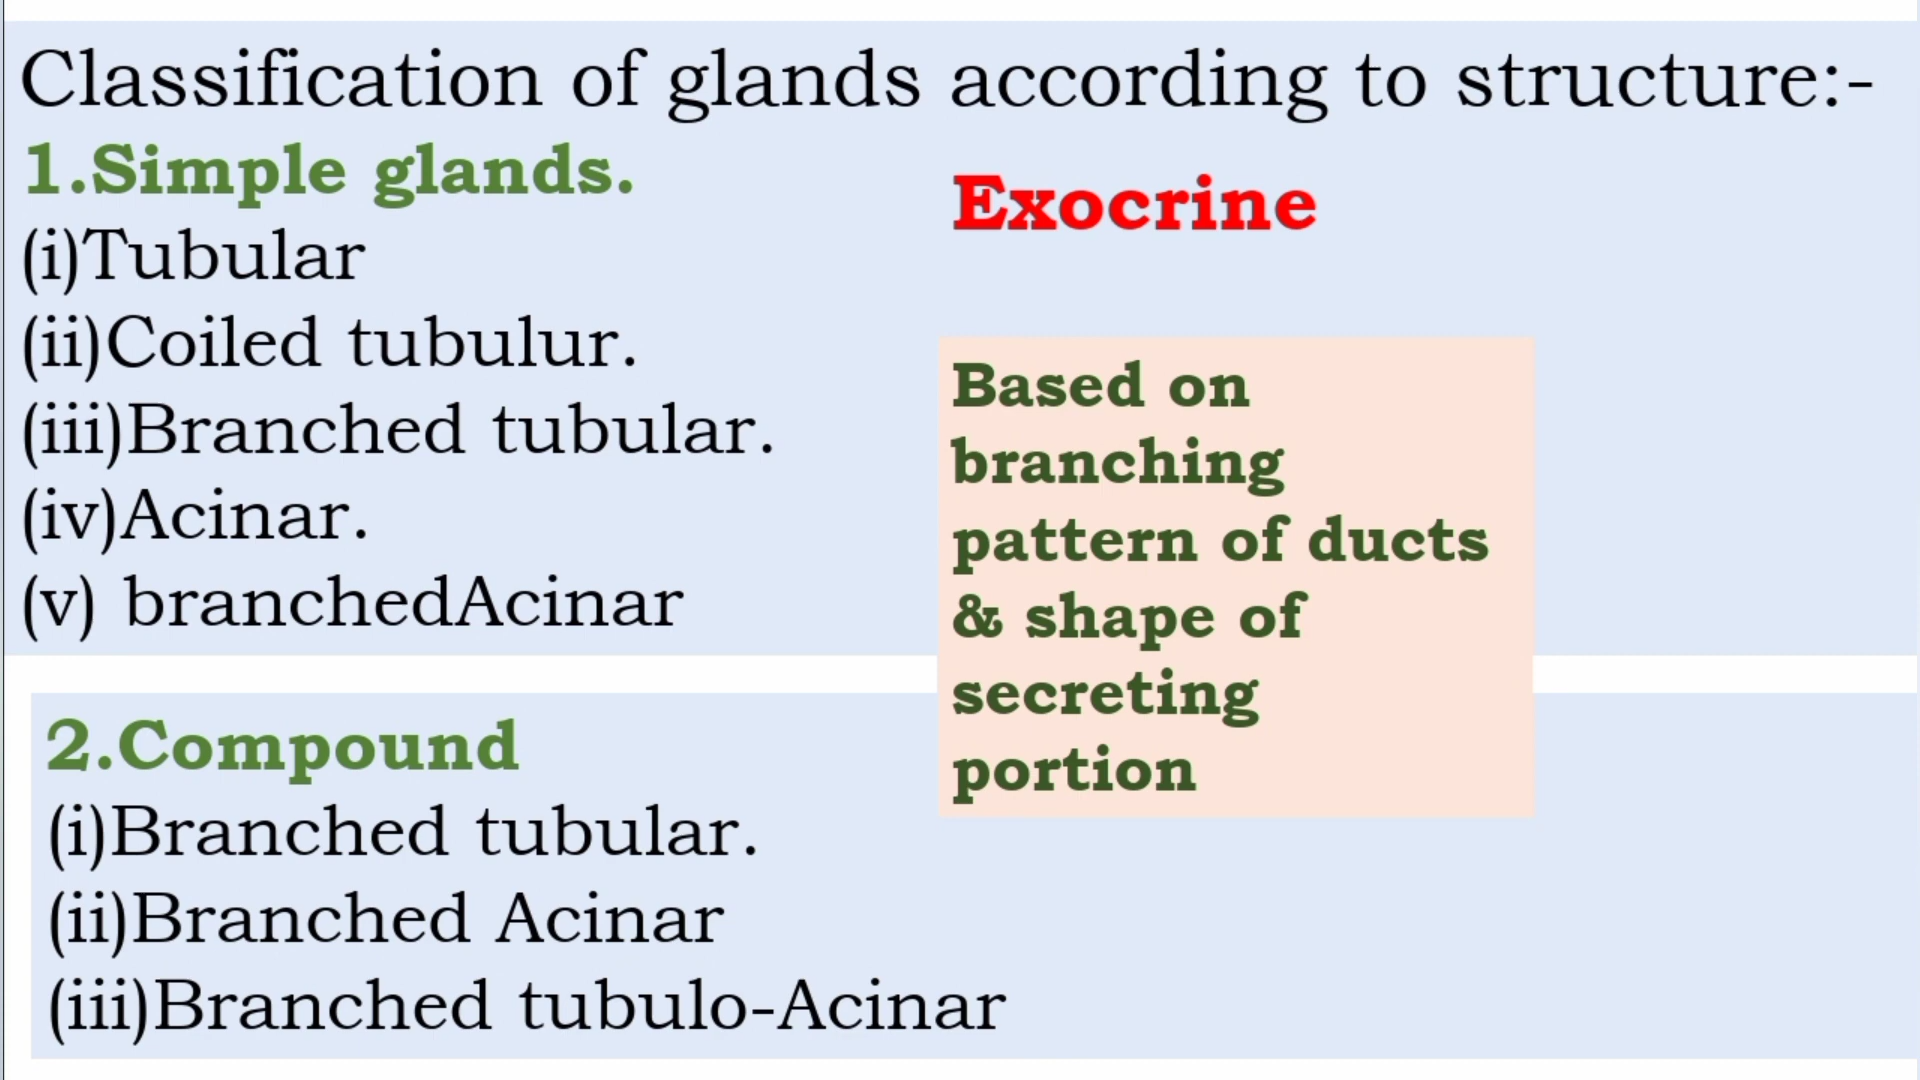 Classification of glands according to structure:-
1.Simple glands.
(i)Tubular
(ii)Coiled tubulur.
(iii)Branched tubular.
(iv)Acinar.
(v) branchedAcinar
Exocrine
Based on
branching
pattern of ducts
& shape of
secreting
portion
2.Compound
(i)Branched tubular.
(ii)Branched Acinar
(iii)Branched tubulo-Acinar